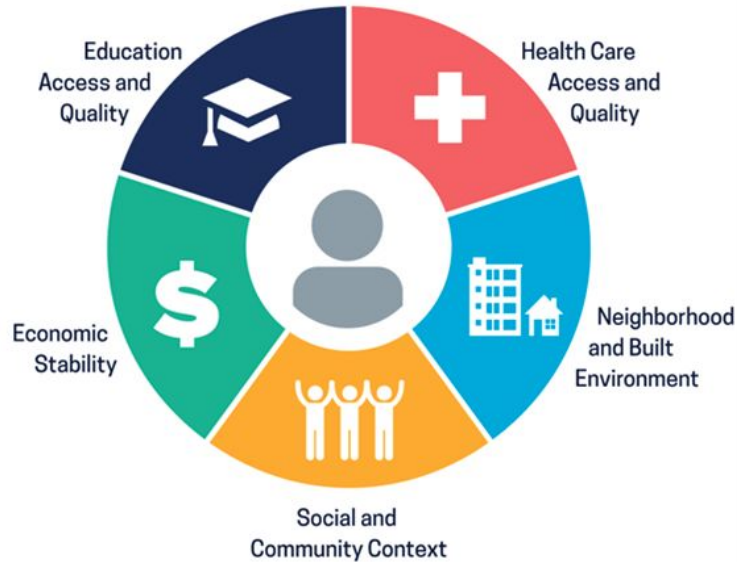 Education
Access and
Quality
Health Care
Access and
Quality
$
Economic
Stability
Neighborhood
and Built
Environment
Social and
Community Context